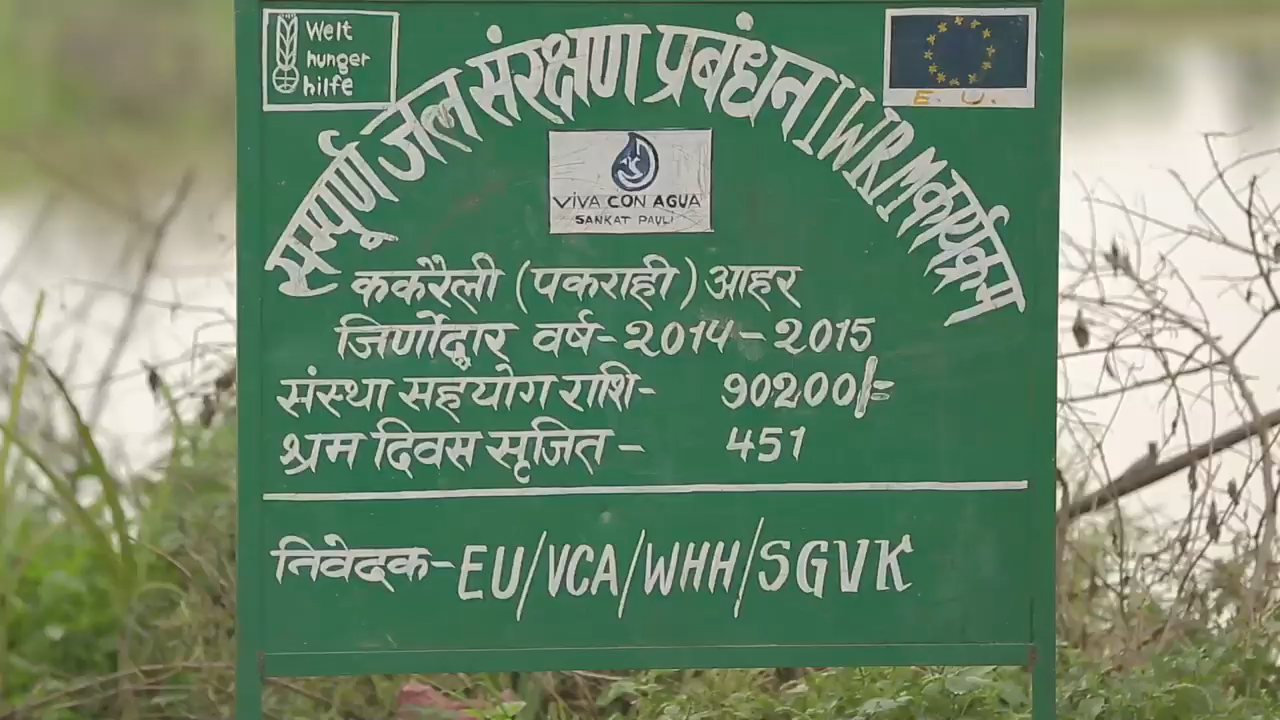 Welt
hunger
hilfe
E. U.
सम्पूर्ण जल संरक्षण प्रबंधन IWRM कार्यक्रम
VIVA CON AGUA
SANKAT PAULI
ककरैली (पकराही) आहर
जिर्णोद्धार वर्ष-2014-2015
संस्था सहयोग राशि- 90200/=
श्रम दिवस सृजित- 451
निवेदक-EU/VCA/WHH/SGVK